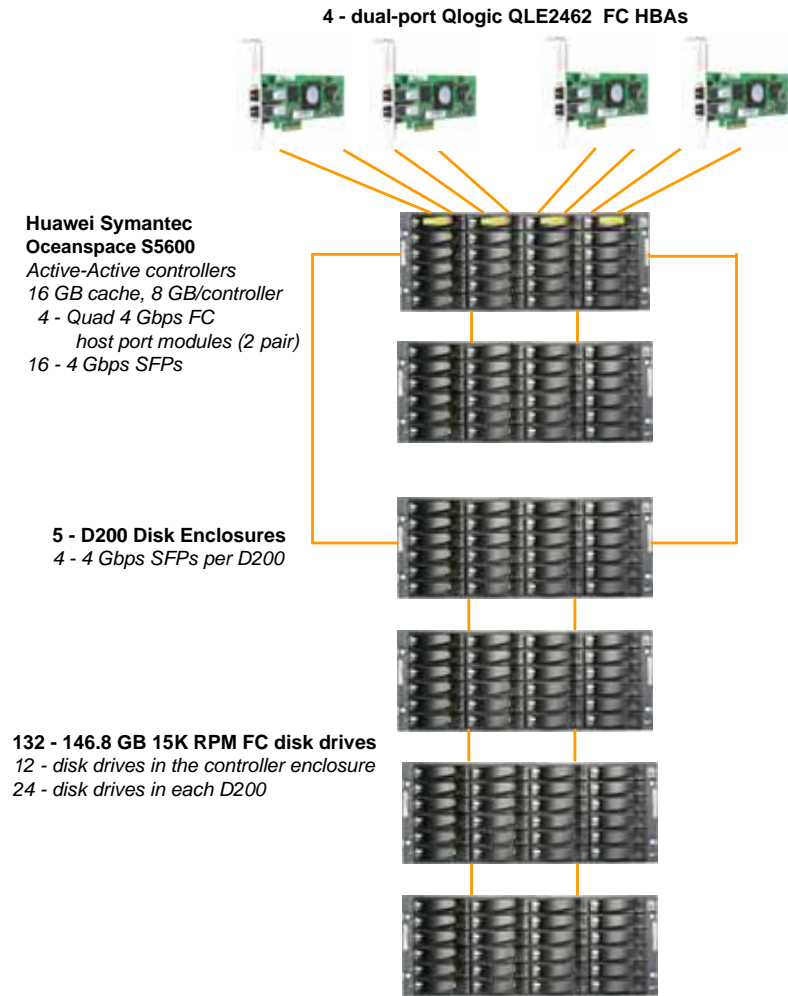 4 - dual-port Qlogic QLE2462 FC HBAs
Huawei Symantec
Oceanspace S5600
Active-Active controllers
16 GB cache, 8 GB/controller
4 - Quad 4 Gbps FC
host port modules (2 pair)
16 - 4 Gbps SFPs
5 - D200 Disk Enclosures
4 - 4 Gbps SFPs per D200
132 - 146.8 GB 15K RPM FC disk drives
12 - disk drives in the controller enclosure
24 - disk drives in each D200